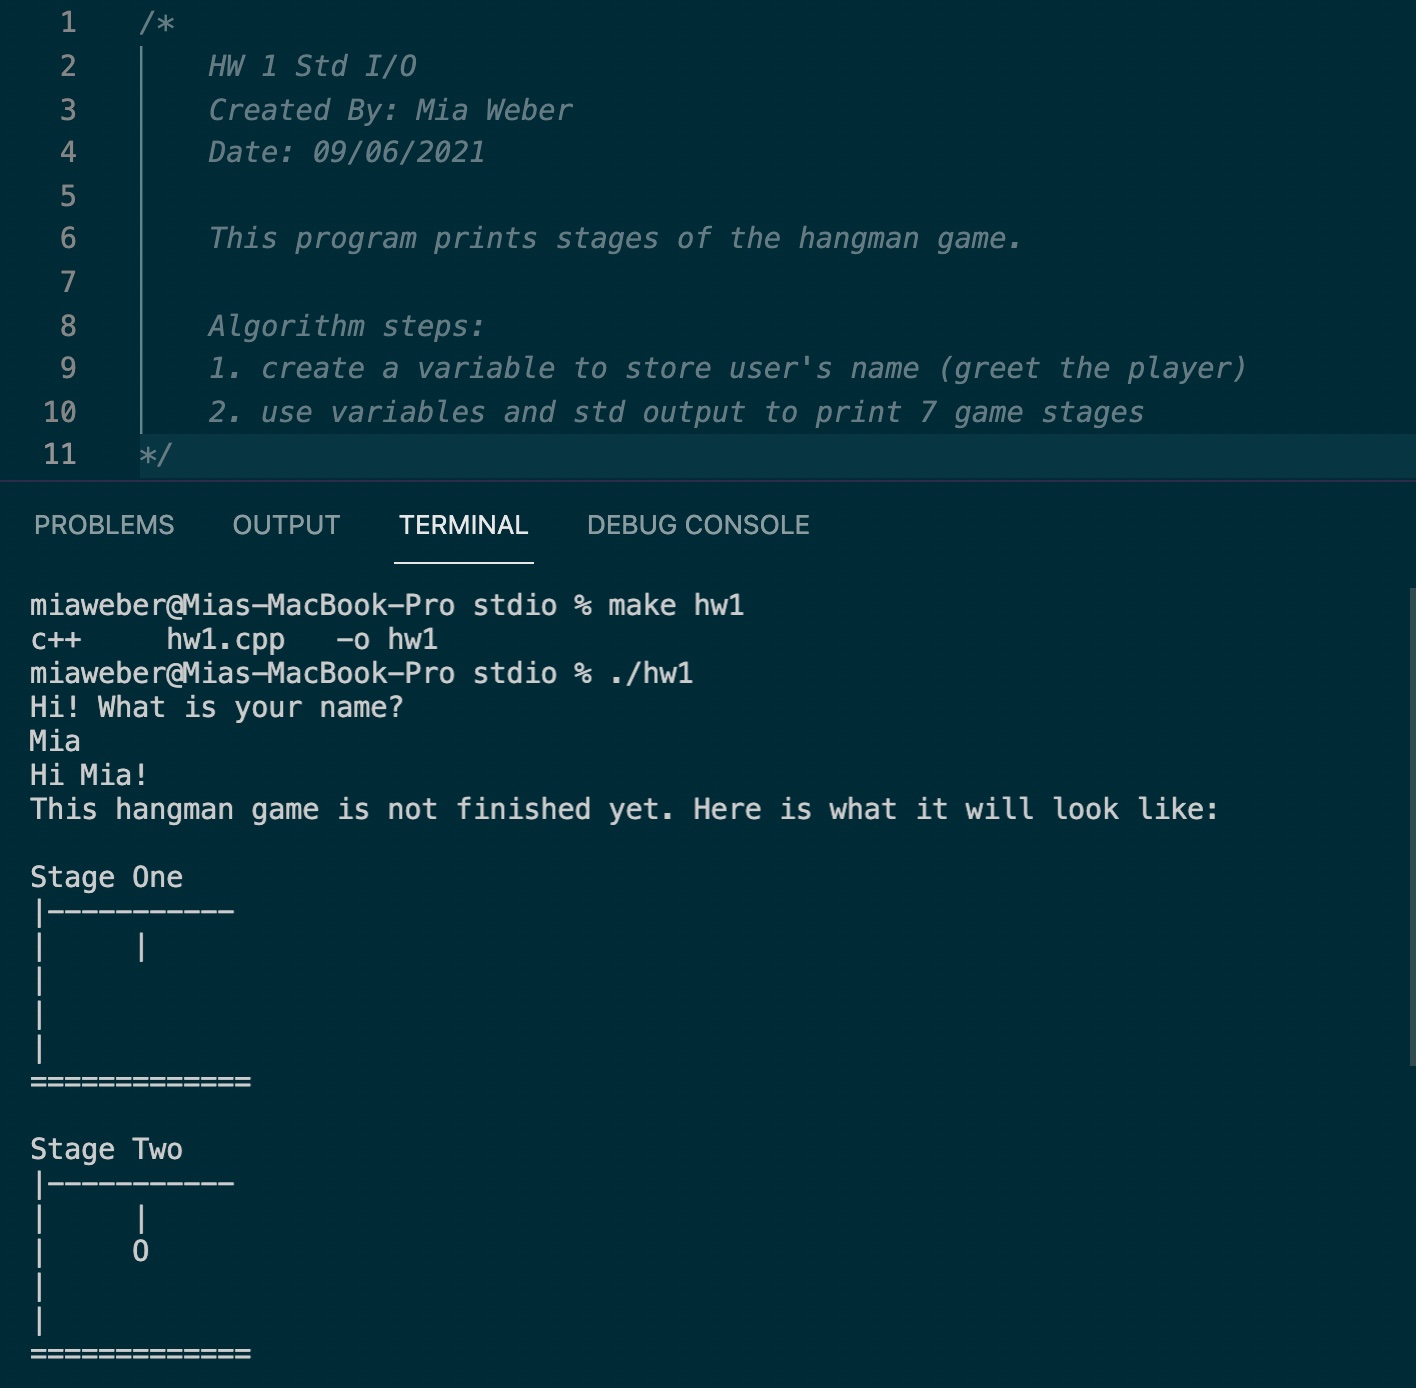 1 /*
2 HW 1 Std I/O
3 Created By: Mia Weber
4 Date: 09/06/2021
5
6 This program prints stages of the hangman game.
7
8 Algorithm steps:
9 1. create a variable to store user's name (greet the player)
10 2. use variables and std output to print 7 game stages
11 */
PROBLEMS OUTPUT TERMINAL DEBUG CONSOLE
miaweber@Mias-MacBook-Pro stdio % make hw1
c++     hw1.cpp   -o hw1
miaweber@Mias-MacBook-Pro stdio % ./hw1
Hi! What is your name?
Mia
Hi Mia!
This hangman game is not finished yet. Here is what it will look like:

Stage One
|-----------
|     |
|
|
|
=============

Stage Two
|-----------
|     |
|     O
|
|
=============